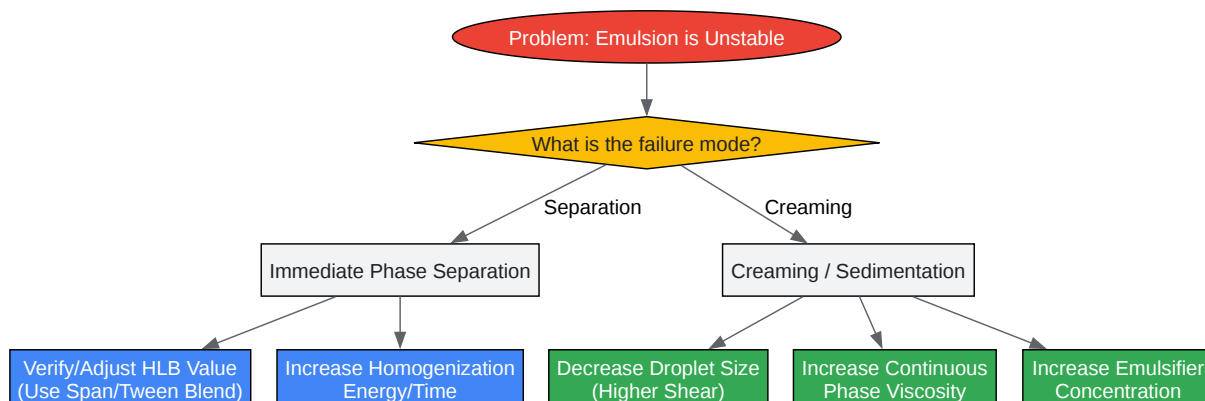 Problem: Emulsion is Unstable
What is the failure mode?
Separation
Creaming
Immediate Phase Separation
Creaming / Sedimentation
Verify/Adjust HLB Value
(Use Span/Tween Blend)
Increase Homogenization
Energy/Time
Decrease Droplet Size
(Higher Shear)
Increase Continuous
Phase Viscosity
Increase Emulsifier
Concentration